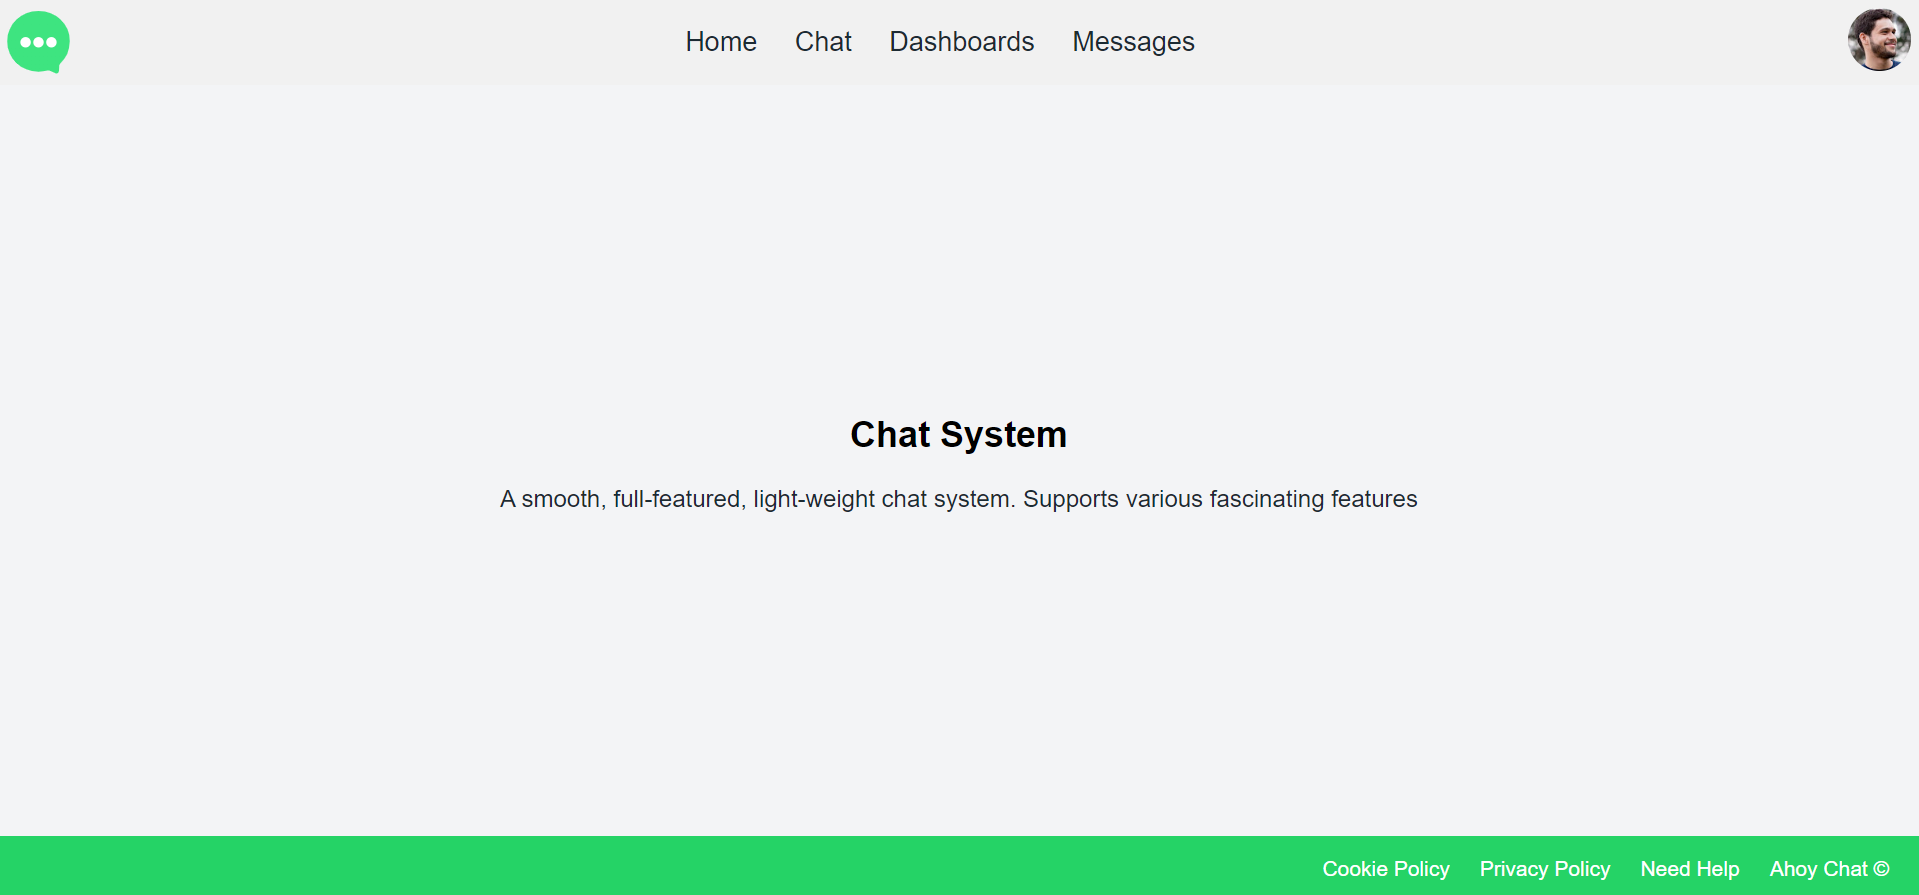 Home Chat Dashboards Messages
Chat System
A smooth, full-featured, light-weight chat system. Supports various fascinating features
Cookie Policy Privacy Policy Need Help Ahoy Chat ©